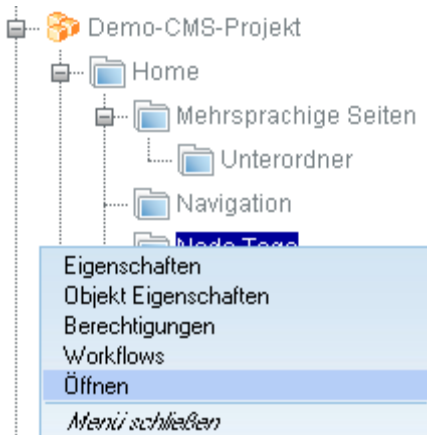 Demo-CMS-Projekt
Home
Mehrsprachige Seiten
Unterordner
Navigation
Node Tags
Eigenschaften
Objekt Eigenschaften
Berechtigungen
Workflows
Öffnen
Menü schließen